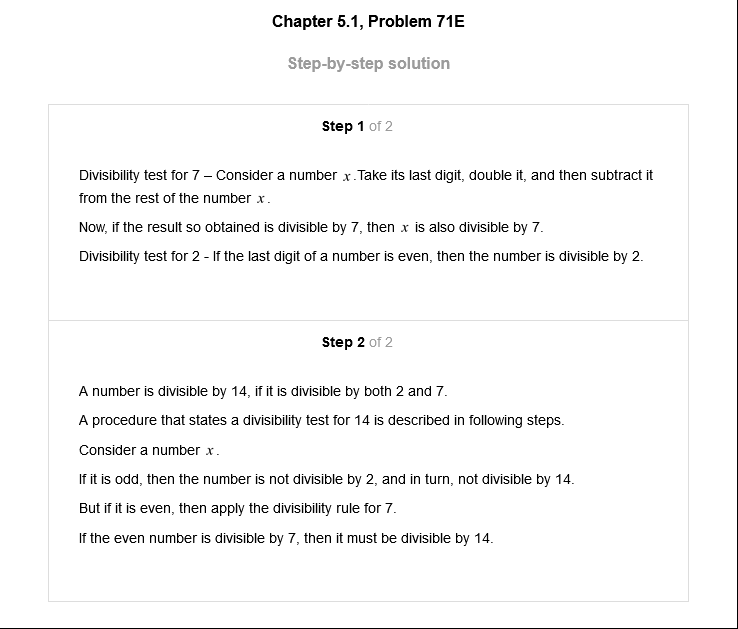 Chapter 5.1, Problem 71E
Step-by-step solution
Step 1 of 2
Divisibility test for 7 – Consider a number x .Take its last digit, double it, and then subtract it
from the rest of the number x .
Now, if the result so obtained is divisible by 7, then x is also divisible by 7.
Divisibility test for 2 - If the last digit of a number is even, then the number is divisible by 2.
Step 2 of 2
A number is divisible by 14, if it is divisible by both 2 and 7.
A procedure that states a divisibility test for 14 is described in following steps.
Consider a number x .
If it is odd, then the number is not divisible by 2, and in turn, not divisible by 14.
But if it is even, then apply the divisibility rule for 7.
If the even number is divisible by 7, then it must be divisible by 14.